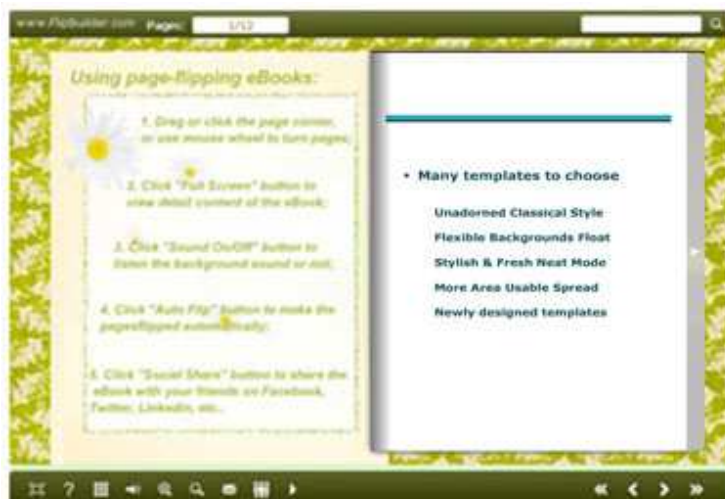 www.FlipBuilder.com Pages: 1/12
Using page-flipping eBooks:
1. Drag or click the page corner,
or use mouse wheel to turn pages;
2. Click "Full Screen" button to
view detail content of the eBook;
3. Click "Sound On/Off" button to
listen the background sound or not;
4. Click "Auto Flip" button to make the
pagesflipped automatically;
5. Click "Social Share" button to share the
eBook with your friends on Facebook,
Twitter, Linkedin, etc..
• Many templates to choose
Unadorned Classical Style
Flexible Backgrounds Float
Stylish & Fresh Neat Mode
More Area Usable Spread
Newly designed templates